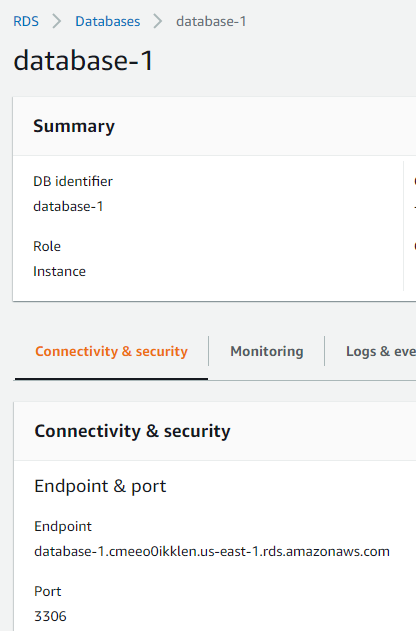 RDS > Databases > database-1
database-1
Summary
DB identifier
database-1
Role
Instance
Connectivity & security Monitoring Logs & eve
Connectivity & security
Endpoint & port
Endpoint
database-1.cmeeo0ikklen.us-east-1.rds.amazonaws.com
Port
3306